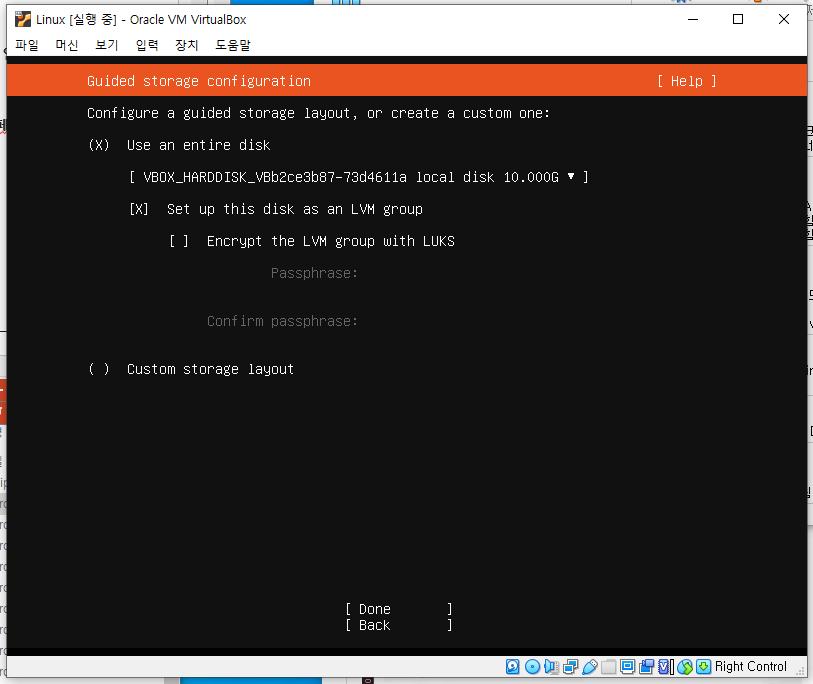 Linux [실행 중] - Oracle VM VirtualBox
파일 머신 보기 입력 장치 도움말
Guided storage configuration [ Help ]
Configure a guided storage layout, or create a custom one:
(X) Use an entire disk
[ VBOX_HARDDISK_VBb2ce3b87-73d4611a local disk 10.000G ▾ ]
[X] Set up this disk as an LVM group
[ ] Encrypt the LVM group with LUKS
Passphrase:
Confirm passphrase:
( ) Custom storage layout
[ Done ]
[ Back ]
Right Control